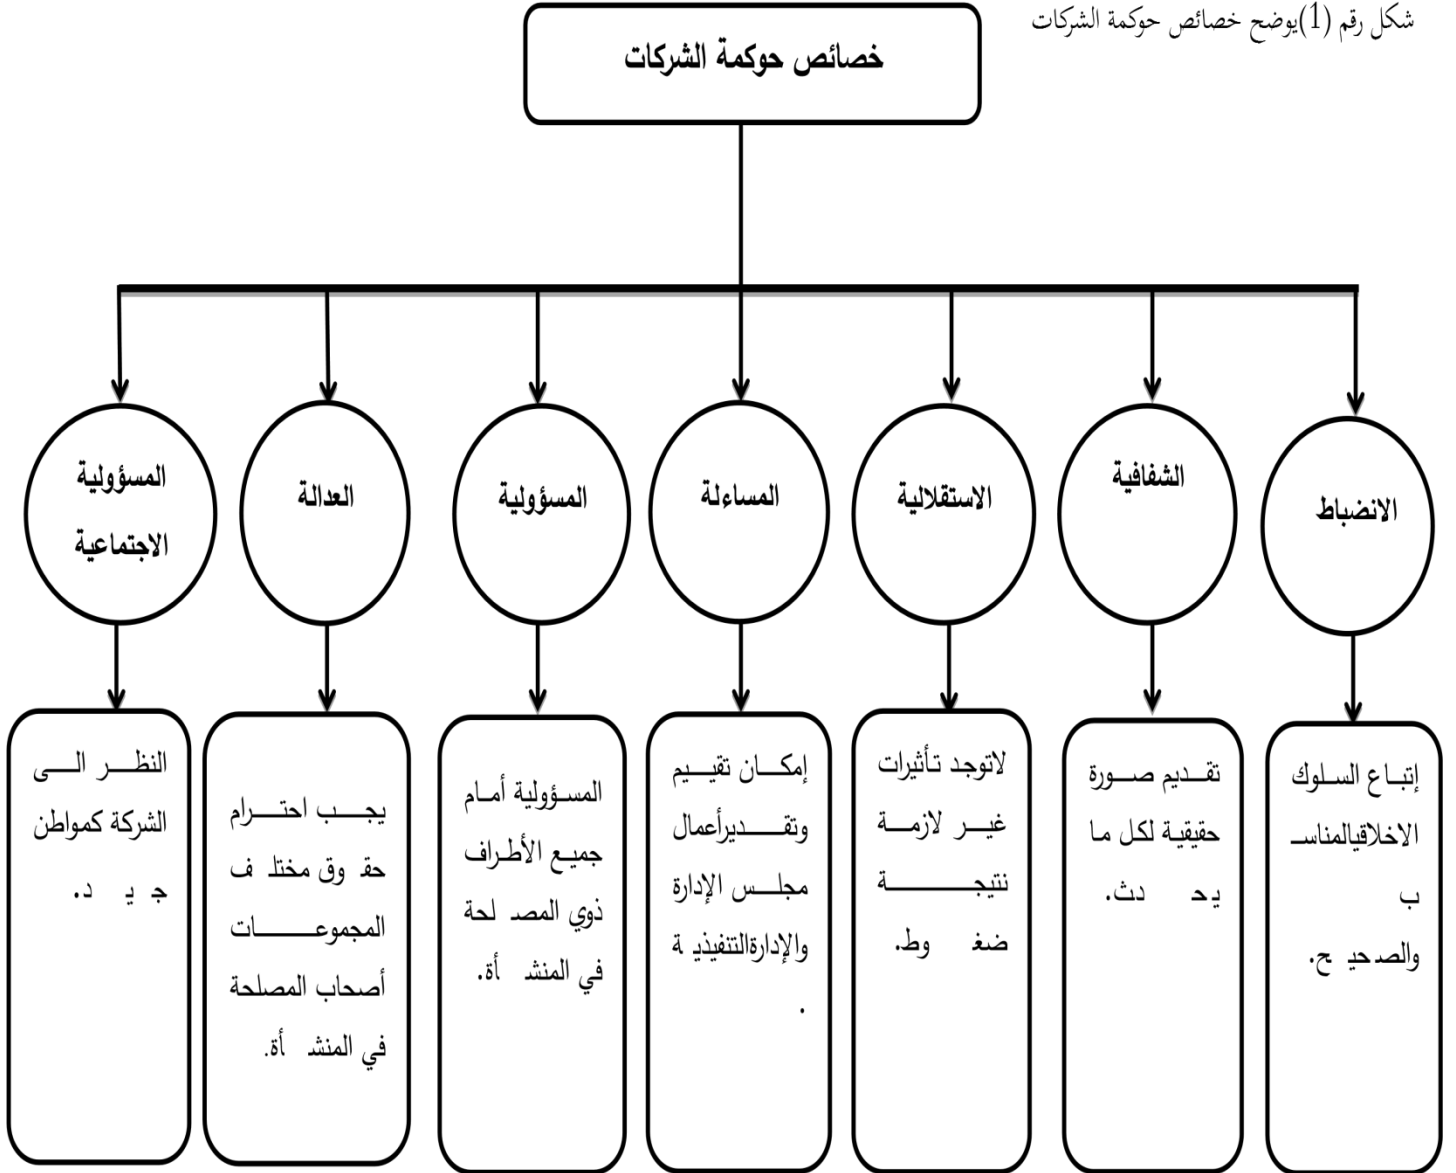 شكل رقم (1)يوضح خصائص حوكمة الشركات
خصائص حوكمة الشركات
الانضباط
الشفافية
الاستقلالية
المساءلة
المسؤولية
العدالة
المسؤولية
الاجتماعية
إتباع السلوك
الاخلاقيالمناسـ
ب
والصحيح.
تقديم صورة
حقيقية لكل ما
يحدث.
لاتوجد تأثيرات
غير لازمة
نتيجة
ضغوط.
إمكان تقييم
وتقديرأعمال
مجلس الإدارة
والإدارةالتنفيذية
.
المسؤولية أمام
جميع الأطراف
ذوي المصلحة
في المنشأة.
يجب احترام
حقوق مختلف
المجموعات
أصحاب المصلحة
في المنشأة.
النظر الى
الشركة كمواطن
جيد.